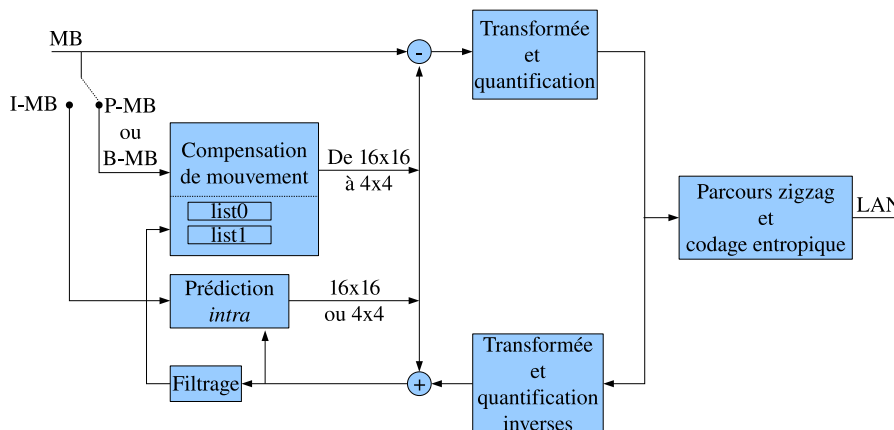 MB
-
Transformée
et
quantification
I-MB
P-MB
ou
B-MB
Compensation
de mouvement
list0
list1
De 16x16
à 4x4
Parcours zigzag
et
codage entropique
LAN
Prédiction
intra
16x16
ou 4x4
Filtrage
+
Transformée
et
quantification
inverses